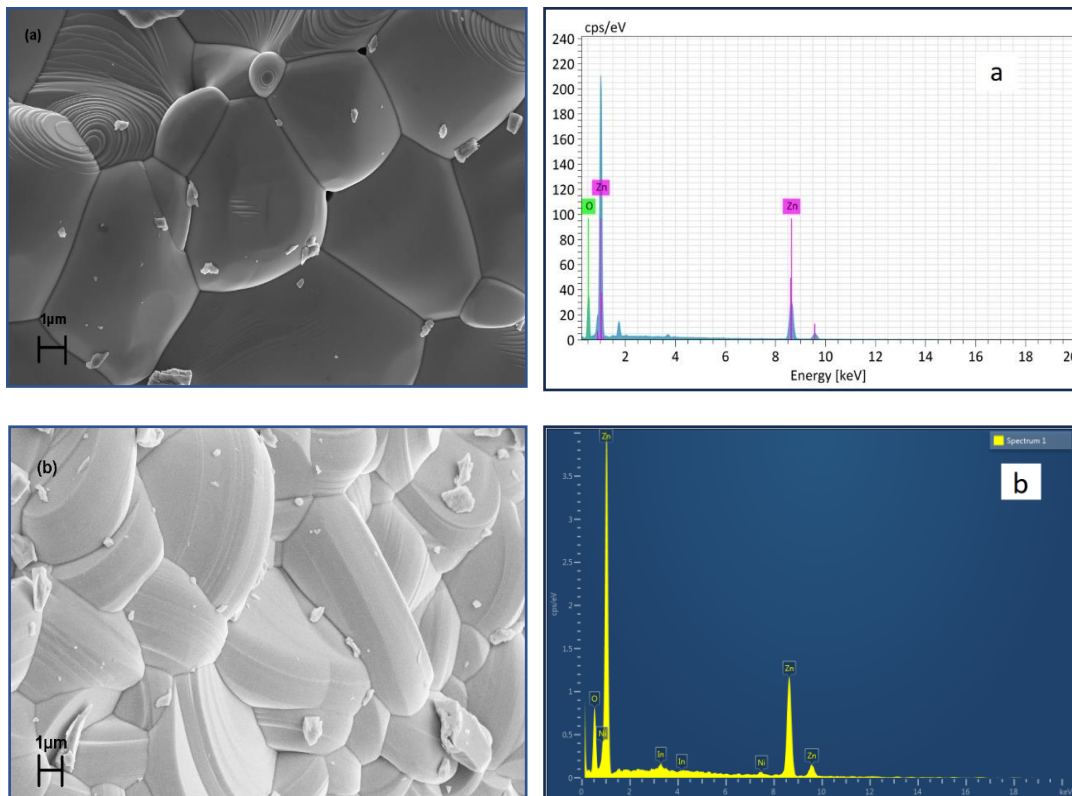 (a)
1µm
cps/eV
a
240
220
200
180
160
140
120
100
80
60
40
20
0
Zn
O
Zn
2 4 6 8 10 12 14 16 18 20
Energy [keV]
(b)
1µm
Spectrum 1
b
cps/eV
3.5
3
2.5
2
1.5
1
0.5
0
Zn
O
Ni
In
In
Ni
Zn
Zn
0 2 4 6 8 10 12 14 16 18 keV